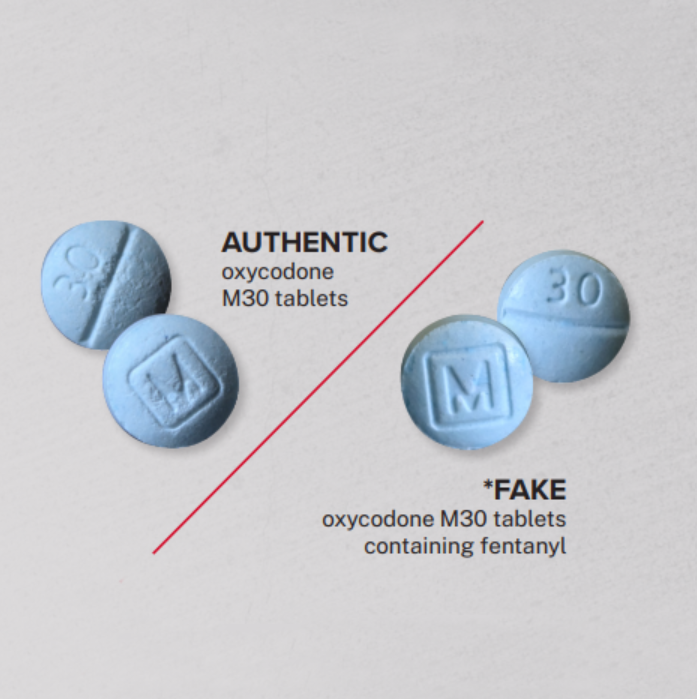 30
M
AUTHENTIC
oxycodone
M30 tablets
30
M
*FAKE
oxycodone M30 tablets
containing fentanyl